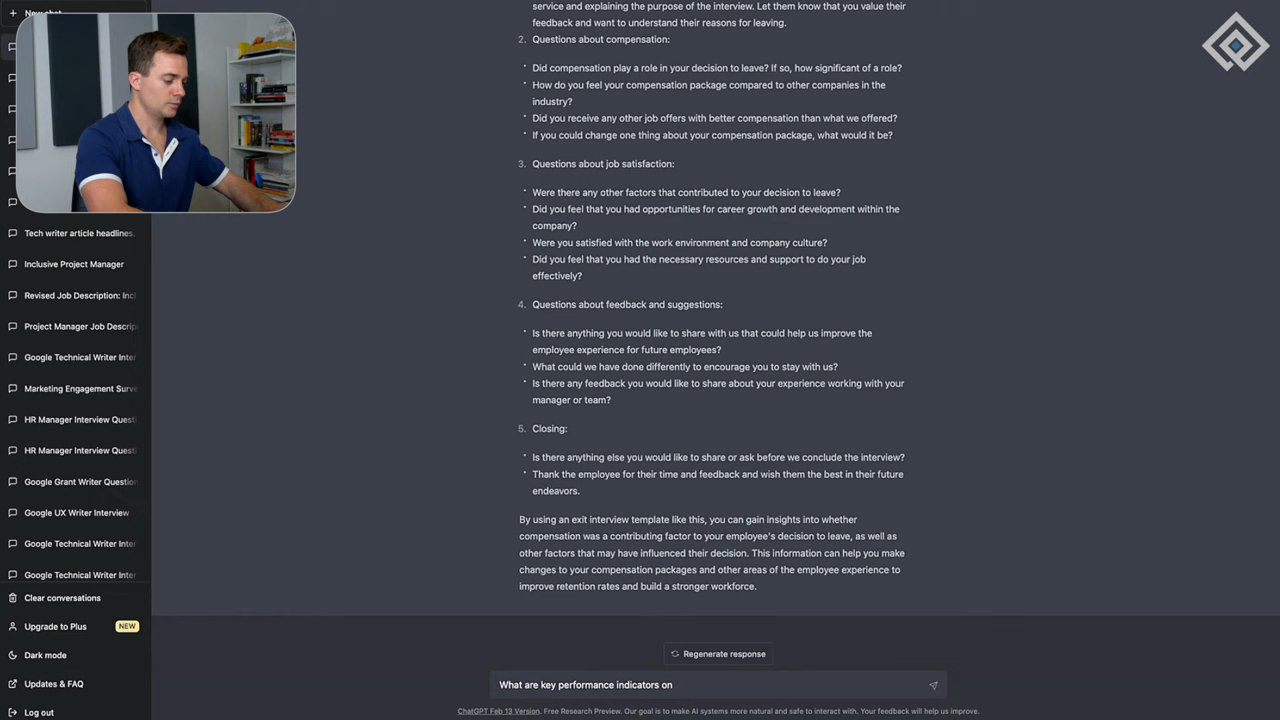 New chat
Tech writer article headlines.
Inclusive Project Manager
Revised Job Description: Incl
Project Manager Job Descrip
Google Technical Writer Inter
Marketing Engagement Surve
HR Manager Interview Questi
HR Manager Interview Questi
Google Grant Writer Question
Google UX Writer Interview
Google Technical Writer Inter
Google Technical Writer Inter
Clear conversations
Upgrade to Plus NEW
Dark mode
Updates & FAQ
Log out
service and explaining the purpose of the interview. Let them know that you value their
feedback and want to understand their reasons for leaving.
2. Questions about compensation:
• Did compensation play a role in your decision to leave? If so, how significant of a role?
• How do you feel your compensation package compared to other companies in the
industry?
• Did you receive any other job offers with better compensation than what we offered?
• If you could change one thing about your compensation package, what would it be?
3. Questions about job satisfaction:
• Were there any other factors that contributed to your decision to leave?
• Did you feel that you had opportunities for career growth and development within the
company?
• Were you satisfied with the work environment and company culture?
• Did you feel that you had the necessary resources and support to do your job
effectively?
4. Questions about feedback and suggestions:
• Is there anything you would like to share with us that could help us improve the
employee experience for future employees?
• What could we have done differently to encourage you to stay with us?
• Is there any feedback you would like to share about your experience working with your
manager or team?
5. Closing:
• Is there anything else you would like to share or ask before we conclude the interview?
• Thank the employee for their time and feedback and wish them the best in their future
endeavors.
By using an exit interview template like this, you can gain insights into whether
compensation was a contributing factor to your employee's decision to leave, as well as
other factors that may have influenced their decision. This information can help you make
changes to your compensation packages and other areas of the employee experience to
improve retention rates and build a stronger workforce.
Regenerate response
What are key performance indicators on
ChatGPT Feb 13 Version. Free Research Preview. Our goal is to make AI systems more natural and safe to interact with. Your feedback will help us improve.